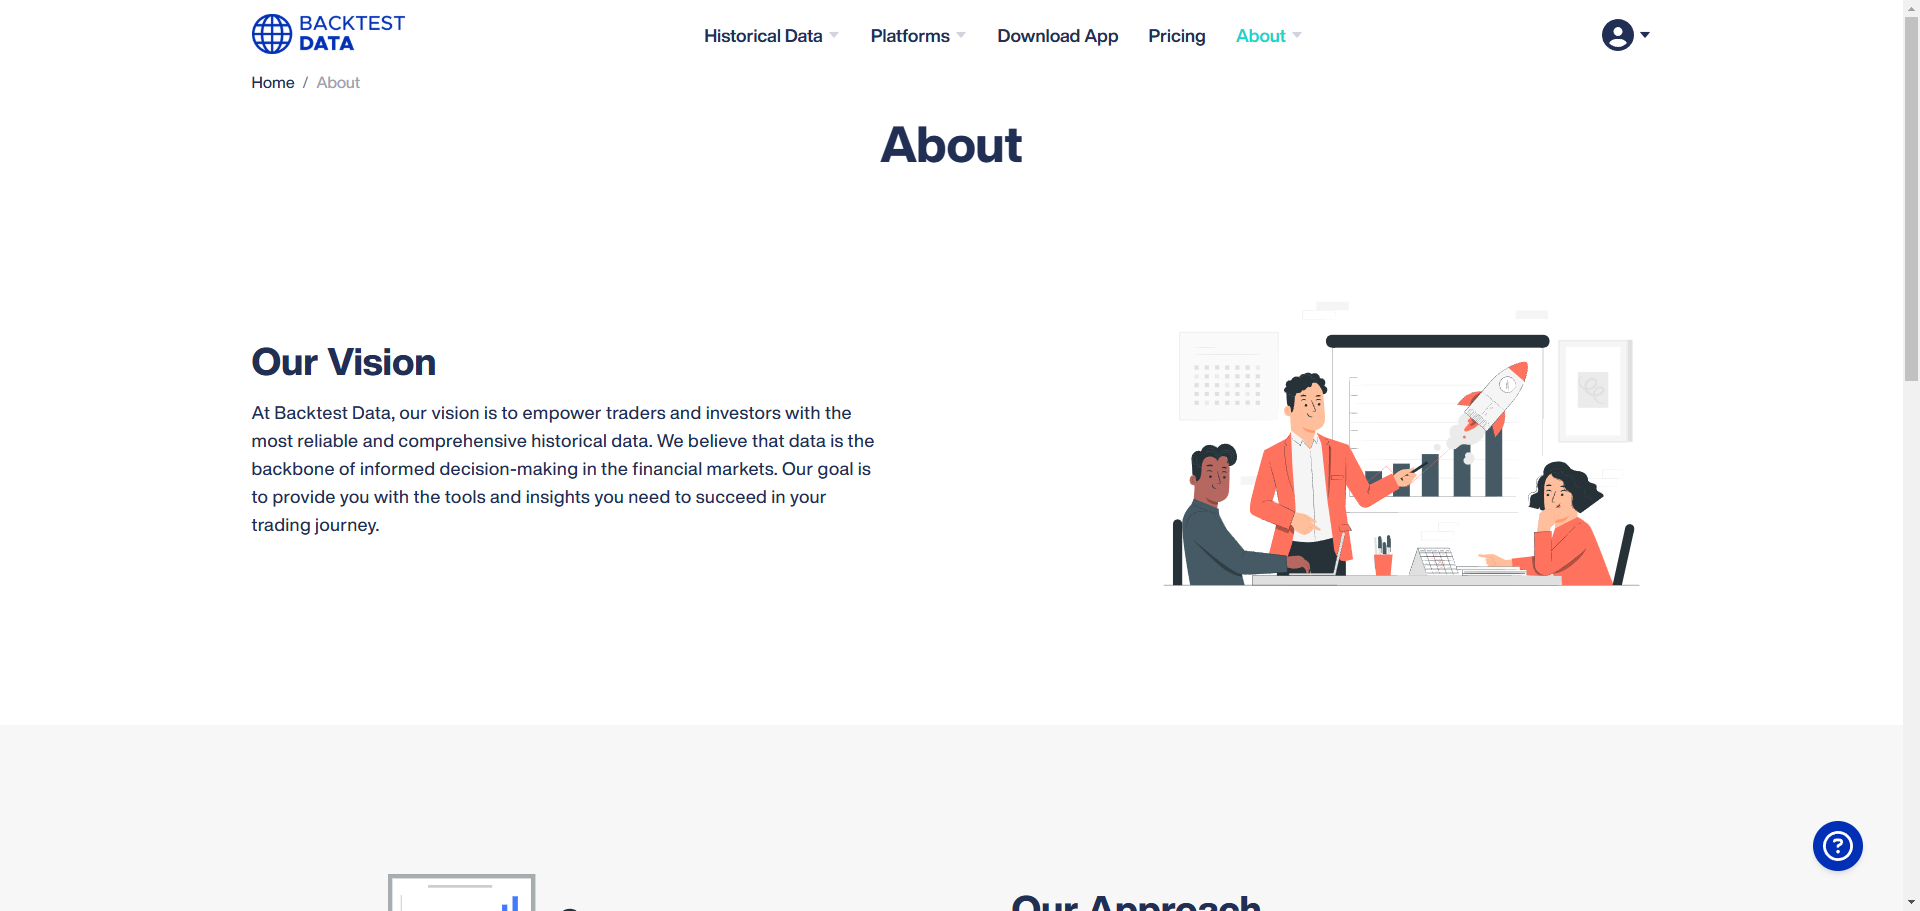 BACKTEST
DATA
Historical Data
Platforms
Download App
Pricing
About
Home / About
About
Our Vision
At Backtest Data, our vision is to empower traders and investors with the
most reliable and comprehensive historical data. We believe that data is the
backbone of informed decision-making in the financial markets. Our goal is
to provide you with the tools and insights you need to succeed in your
trading journey.
Our Approach